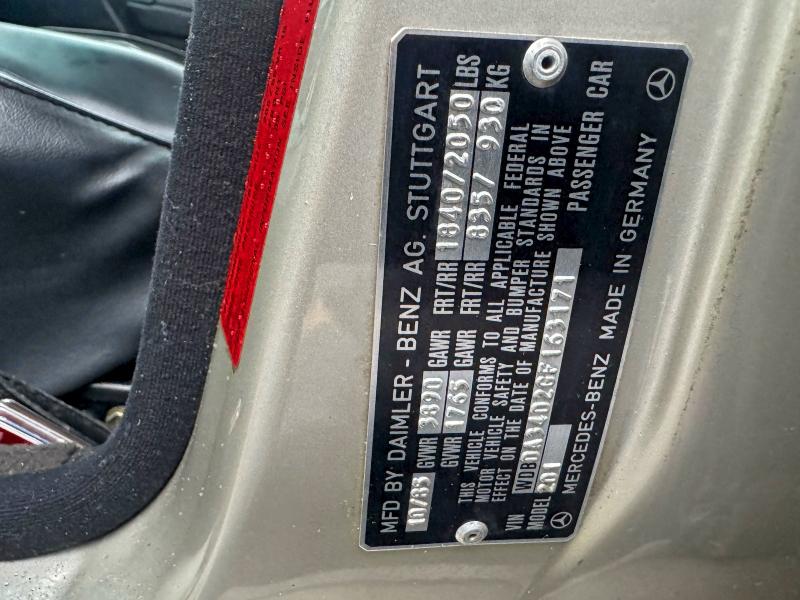 MFD BY DAIMLER - BENZ AG. STUTTGART
10/85 GVWR 3890 GAWR FRT/RR 1840/2050 LBS
GVWR 1765 GAWR FRT/RR 835/ 930 KG
THIS VEHICLE CONFORMS TO ALL APPLICABLE FEDERAL
MOTOR VEHICLE SAFETY AND BUMPER STANDARDS IN
EFFECT ON THE DATE OF MANUFACTURE SHOWN ABOVE
VIN WDBDA34D2GF163171 PASSENGER CAR
MODEL 201
MERCEDES-BENZ MADE IN GERMANY